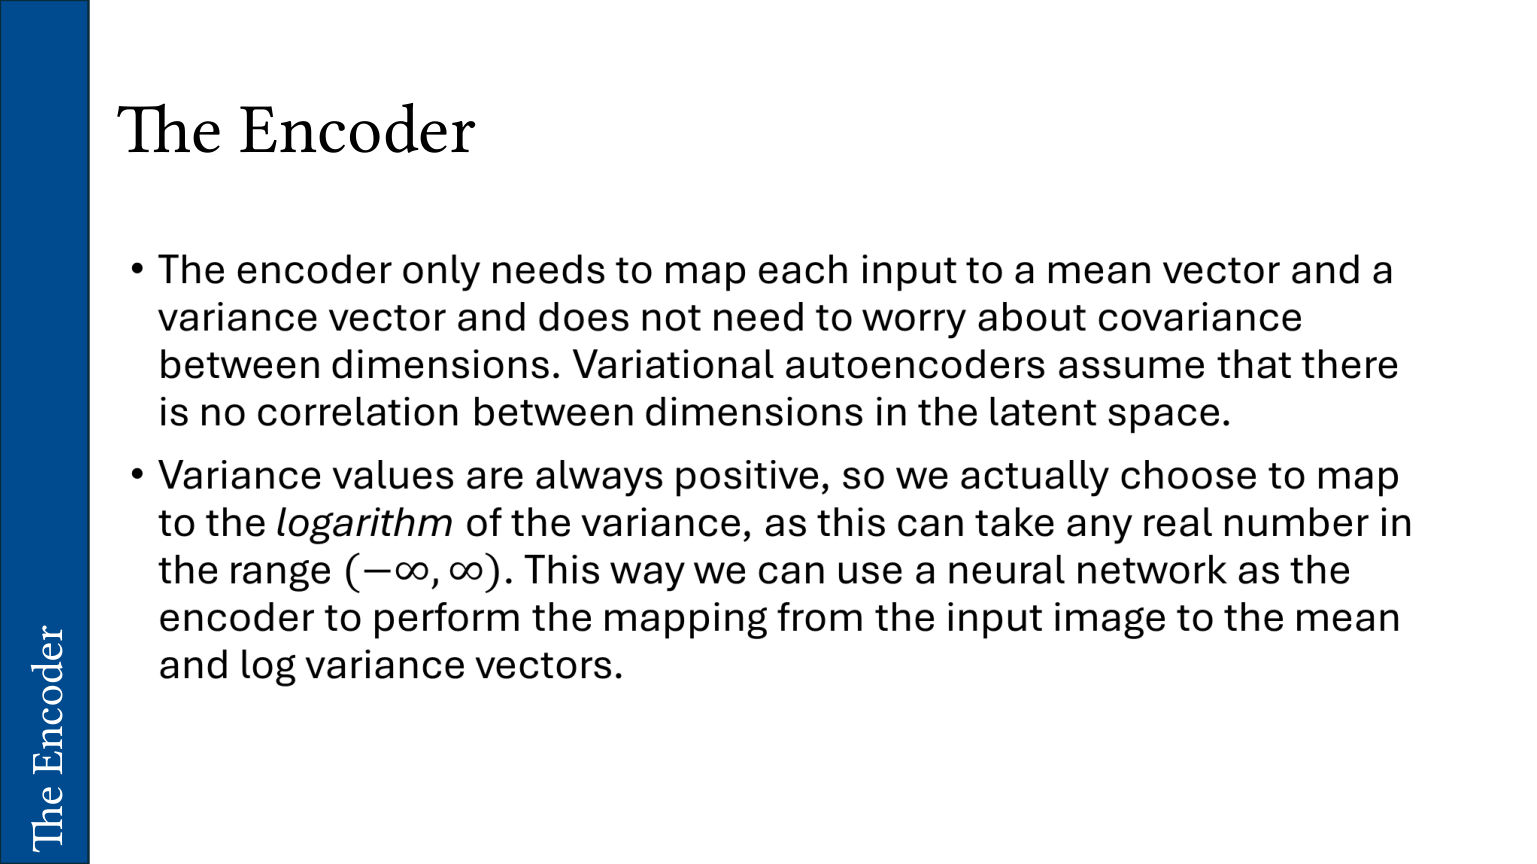 The Encoder
• The encoder only needs to map each input to a mean vector and a
variance vector and does not need to worry about covariance
between dimensions. Variational autoencoders assume that there
is no correlation between dimensions in the latent space.
• Variance values are always positive, so we actually choose to map
to the logarithm of the variance, as this can take any real number in
the range (−∞, ∞). This way we can use a neural network as the
encoder to perform the mapping from the input image to the mean
and log variance vectors.
The Encoder